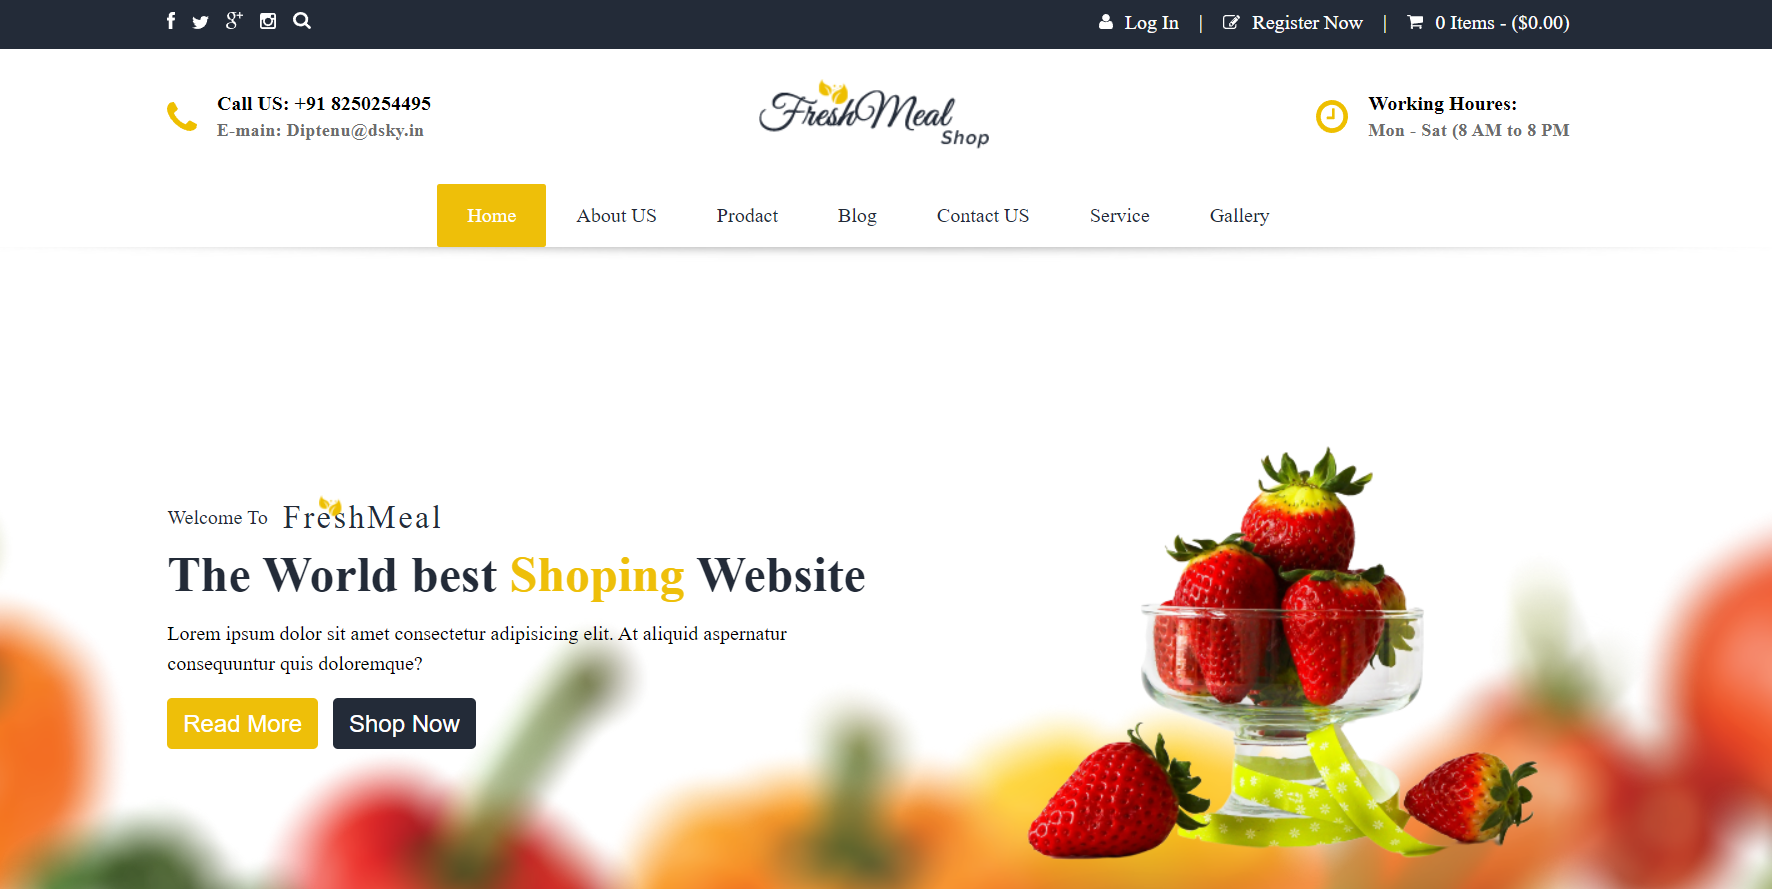 Log In | Register Now | 0 Items - ($0.00)
Call US: +91 8250254495
E-main: Diptenu@dsky.in
FreshMeal
Shop
Working Houres:
Mon - Sat (8 AM to 8 PM
Home About US Prodact Blog Contact US Service Gallery
Welcome To FreshMeal
The World best Shoping Website
Lorem ipsum dolor sit amet consectetur adipisicing elit. At aliquid aspernatur
consequuntur quis doloremque?
Read More Shop Now